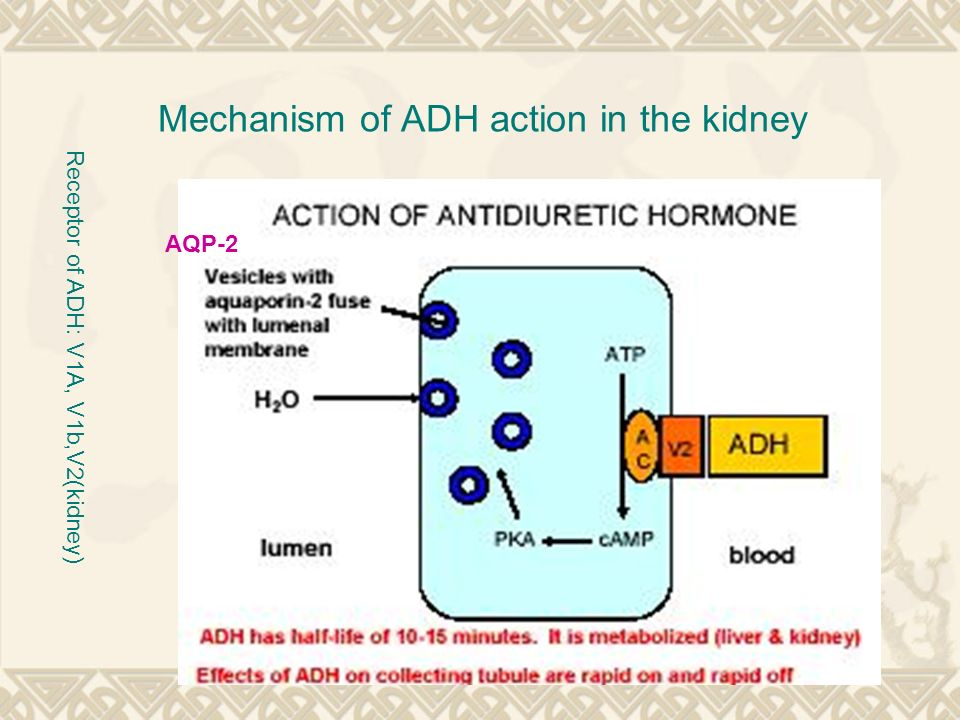 Mechanism of ADH action in the kidney
Receptor of ADH: V1A, V1b,V2(kidney)
ACTION OF ANTIDIURETIC HORMONE
AQP-2
Vesicles with
aquaporin-2 fuse
with lumenal
membrane
ATP
H₂O
AC
V2
ADH
PKA
cAMP
lumen
blood
ADH has half-life of 10-15 minutes. It is metabolized (liver & kidney)
Effects of ADH on collecting tubule are rapid on and rapid off